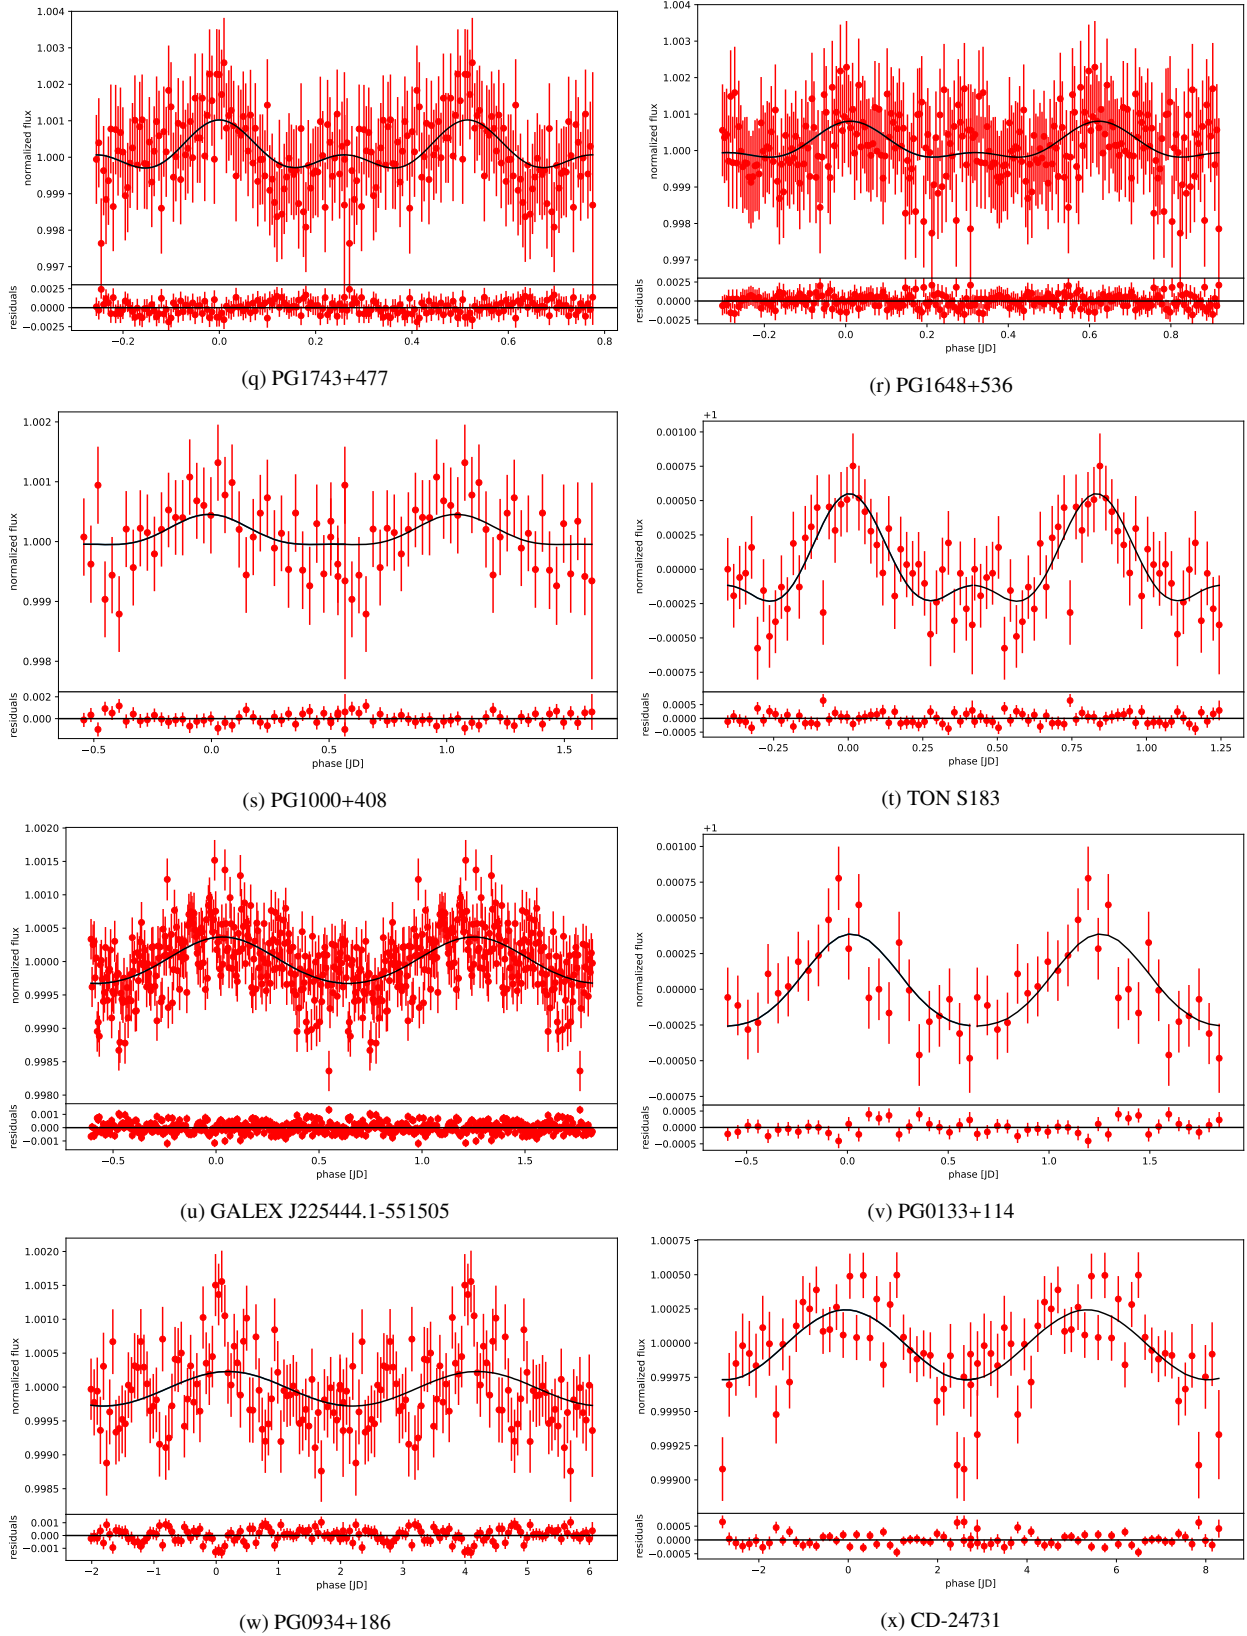 1.004
1.003
1.002
1.001
1.000
0.999
0.998
0.997
normalized flux
0.0025
0.0000
−0.0025
residuals
−0.2 0.0 0.2 0.4 0.6 0.8
phase [JD]
(q) PG1743+477
1.004
1.003
1.002
1.001
1.000
0.999
0.998
0.997
normalized flux
0.0025
0.0000
−0.0025
residuals
−0.2 0.0 0.2 0.4 0.6 0.8
phase [JD]
(r) PG1648+536
1.002
1.001
1.000
0.999
0.998
normalized flux
0.002
0.000
residuals
−0.5 0.0 0.5 1.0 1.5
phase [JD]
(s) PG1000+408
+1
0.00100
0.00075
0.00050
0.00025
0.00000
−0.00025
−0.00050
−0.00075
normalized flux
0.0005
0.0000
−0.0005
residuals
−0.25 0.00 0.25 0.50 0.75 1.00 1.25
phase [JD]
(t) TON S183
1.0020
1.0015
1.0010
1.0005
1.0000
0.9995
0.9990
0.9985
0.9980
normalized flux
0.001
0.000
−0.001
residuals
−0.5 0.0 0.5 1.0 1.5
phase [JD]
(u) GALEX J225444.1-551505
+1
0.00100
0.00075
0.00050
0.00025
0.00000
−0.00025
−0.00050
−0.00075
normalized flux
0.0005
0.0000
−0.0005
residuals
−0.5 0.0 0.5 1.0 1.5
phase [JD]
(v) PG0133+114
1.0020
1.0015
1.0010
1.0005
1.0000
0.9995
0.9990
0.9985
normalized flux
0.001
0.000
−0.001
residuals
−2 −1 0 1 2 3 4 5 6
phase [JD]
(w) PG0934+186
1.00075
1.00050
1.00025
1.00000
0.99975
0.99950
0.99925
0.99900
normalized flux
0.0005
0.0000
−0.0005
residuals
−2 0 2 4 6 8
phase [JD]
(x) CD-24731